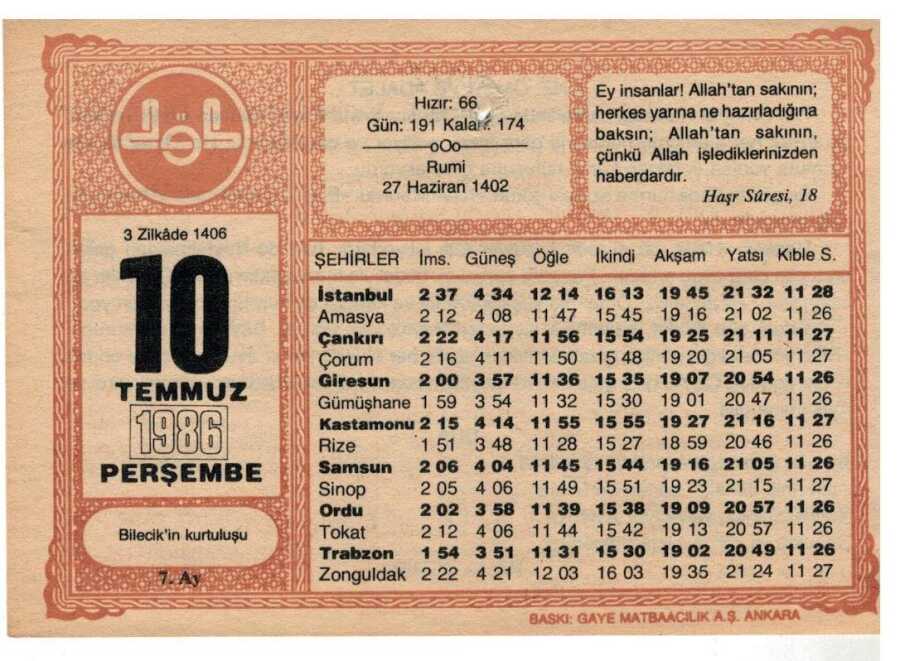 Hızır: 66
Gün: 191 Kalan: 174
oOo
Rumi
27 Haziran 1402
Ey insanlar! Allah'tan sakının;
herkes yarına ne hazırladığına
baksın; Allah'tan sakının,
çünkü Allah işlediklerinizden
haberdardır.
Haşr Sûresi, 18
3 Zilkâde 1406
10
TEMMUZ
1986
PERŞEMBE
Bilecik'in kurtuluşu
7. Ay
ŞEHİRLER İms. Güneş Öğle İkindi Akşam Yatsı Kıble S.
İstanbul 2 37 4 34 12 14 16 13 19 45 21 32 11 28
Amasya 2 12 4 08 11 47 15 45 19 16 21 02 11 26
Çankırı 2 22 4 17 11 56 15 54 19 25 21 11 11 27
Çorum 2 16 4 11 11 50 15 48 19 20 21 05 11 27
Giresun 2 00 3 57 11 36 15 35 19 07 20 54 11 26
Gümüşhane 1 59 3 54 11 32 15 30 19 01 20 47 11 26
Kastamonu 2 15 4 14 11 55 15 55 19 27 21 16 11 27
Rize 1 51 3 48 11 28 15 27 18 59 20 46 11 26
Samsun 2 06 4 04 11 45 15 44 19 16 21 05 11 26
Sinop 2 05 4 06 11 49 15 51 19 23 21 15 11 27
Ordu 2 02 3 58 11 39 15 38 19 09 20 57 11 26
Tokat 2 12 4 06 11 44 15 42 19 13 20 57 11 26
Trabzon 1 54 3 51 11 31 15 30 19 02 20 49 11 26
Zonguldak 2 22 4 21 12 03 16 03 19 35 21 24 11 27
BASKI: GAYE MATBAACILIK A.Ş. ANKARA